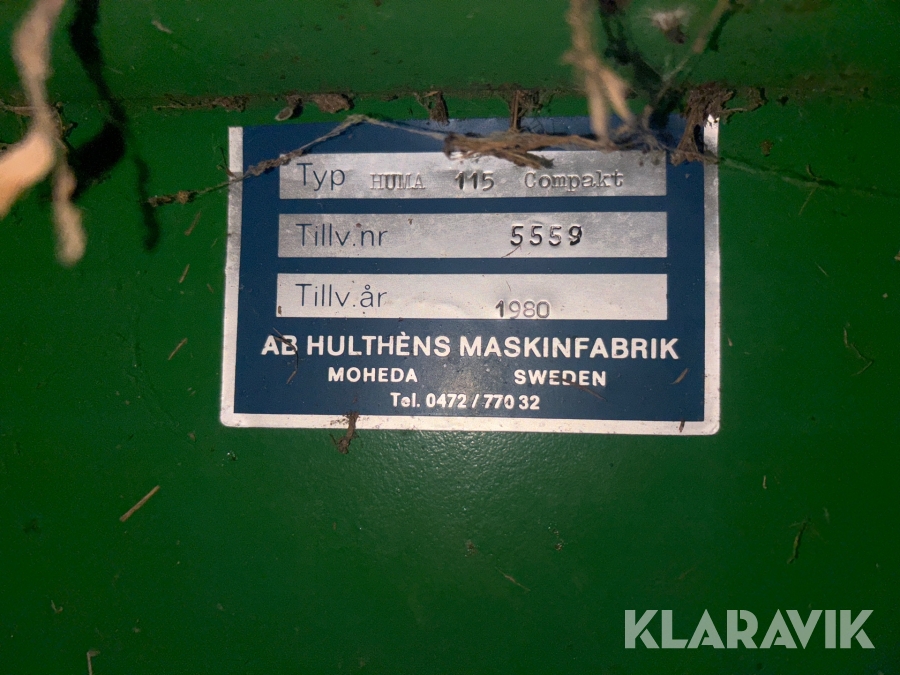 Typ HUMA 115 Compakt
Tillv.nr 5559
Tillv.år 1980
AB HULTHÈNS MASKINFABRIK
MOHEDA SWEDEN
Tel. 0472/770 32
KLARAVIK